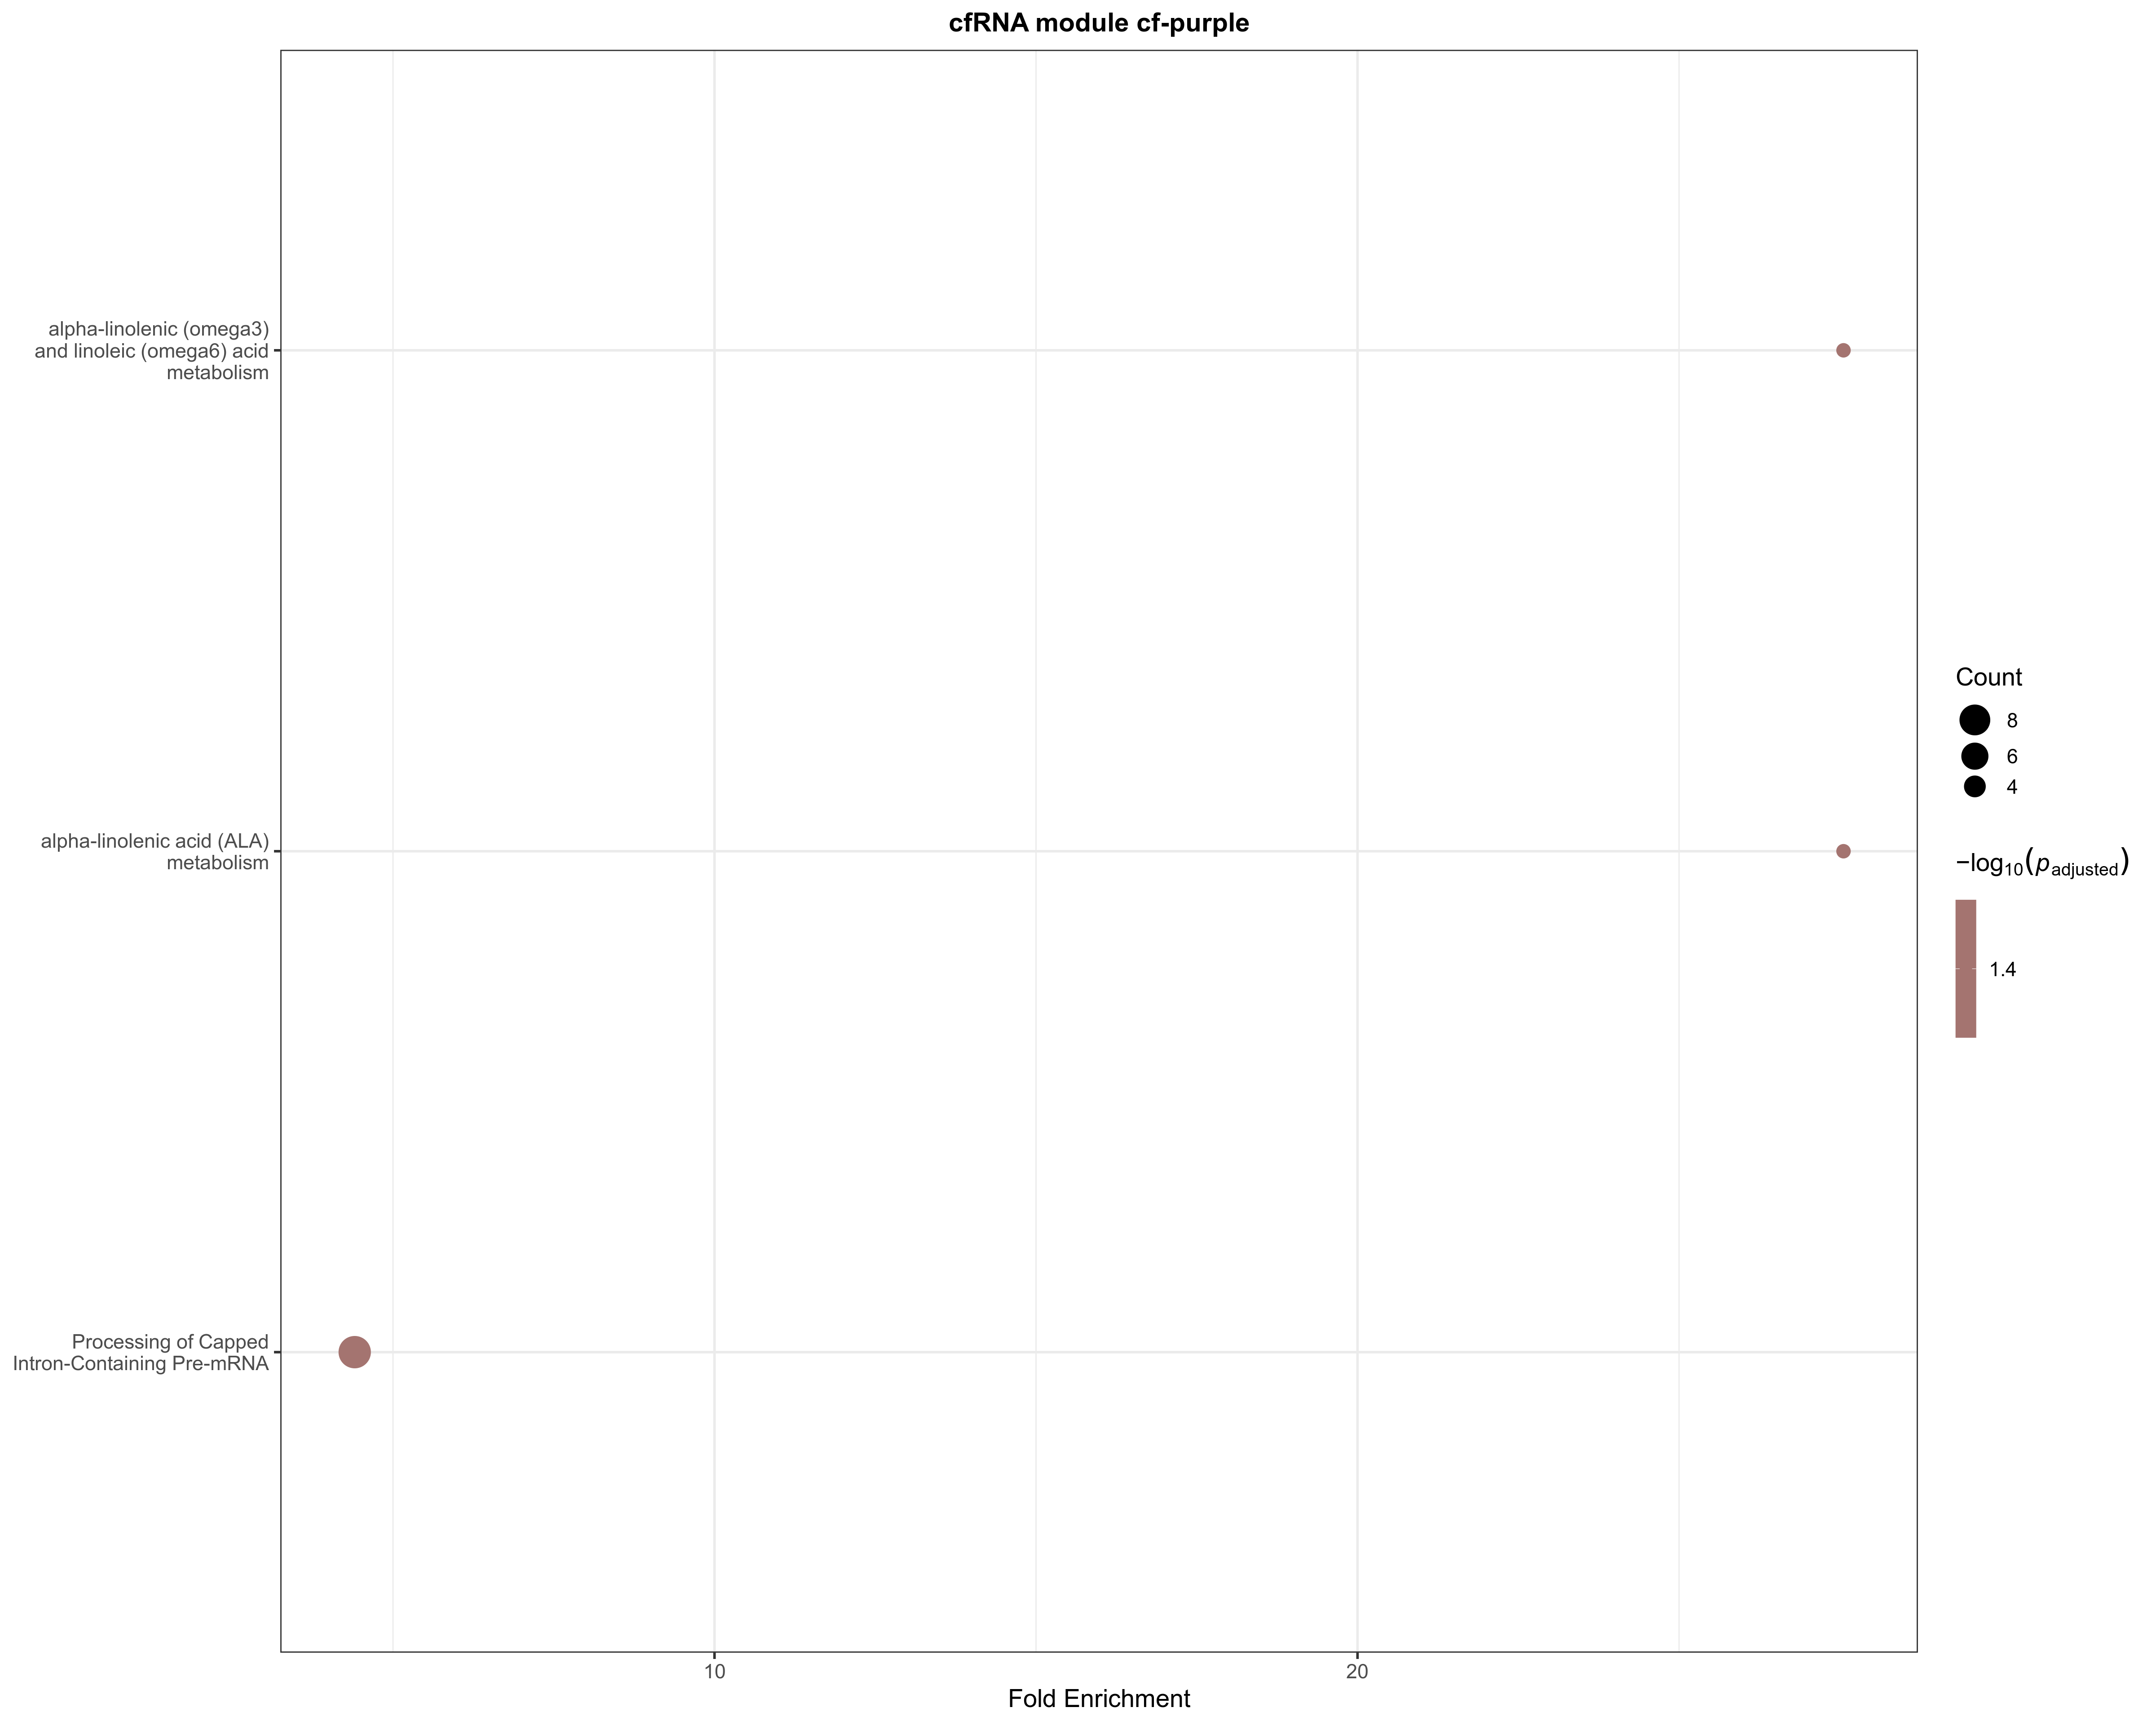 cfRNA module cf-purple
alpha-linolenic (omega3)
and linoleic (omega6) acid
metabolism
alpha-linolenic acid (ALA)
metabolism
Processing of Capped
Intron-Containing Pre-mRNA
10
20
Fold Enrichment
Count
8
6
4
−log10(padjusted)
1.4